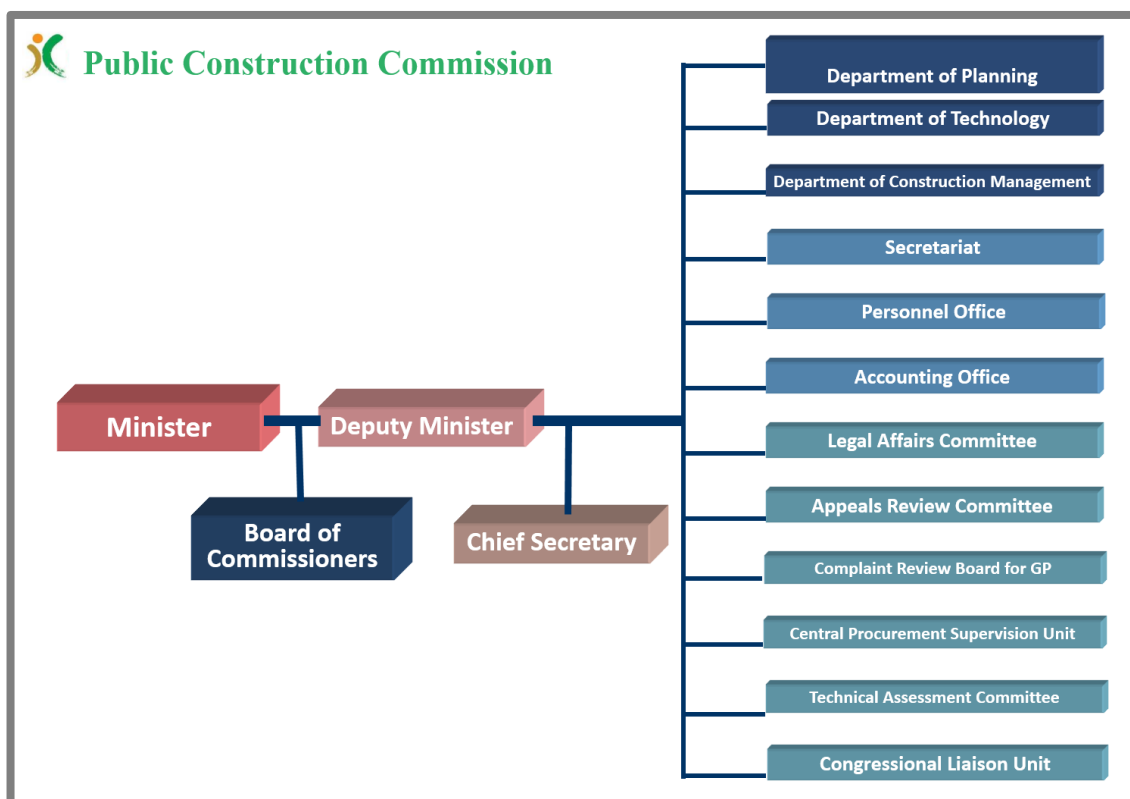 Public Construction Commission
Minister
Board of
Commissioners
Deputy Minister
Chief Secretary
Department of Planning
Department of Technology
Department of Construction Management
Secretariat
Personnel Office
Accounting Office
Legal Affairs Committee
Appeals Review Committee
Complaint Review Board for GP
Central Procurement Supervision Unit
Technical Assessment Committee
Congressional Liaison Unit